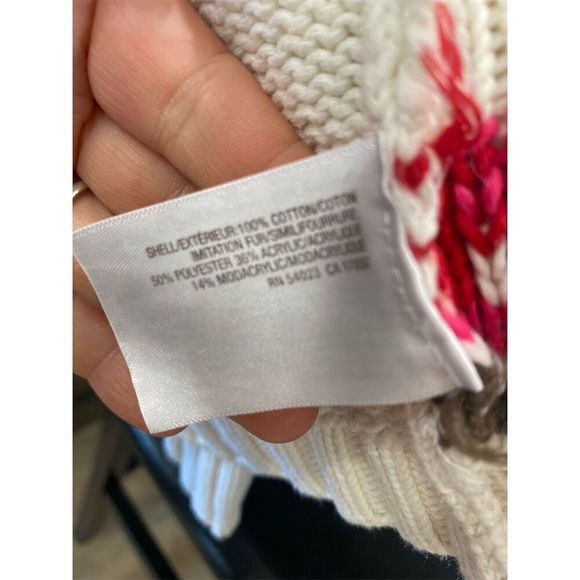 SHELL/EXTÉRIEUR:100% COTTON/COTON
IMITATION FUR/SIMILIFOURRURE:
50% POLYESTER 36% ACRYLIC/ACRYLIQUE
14% MODACRYLIC/MODACRYLIQUE
RN 54023 CA